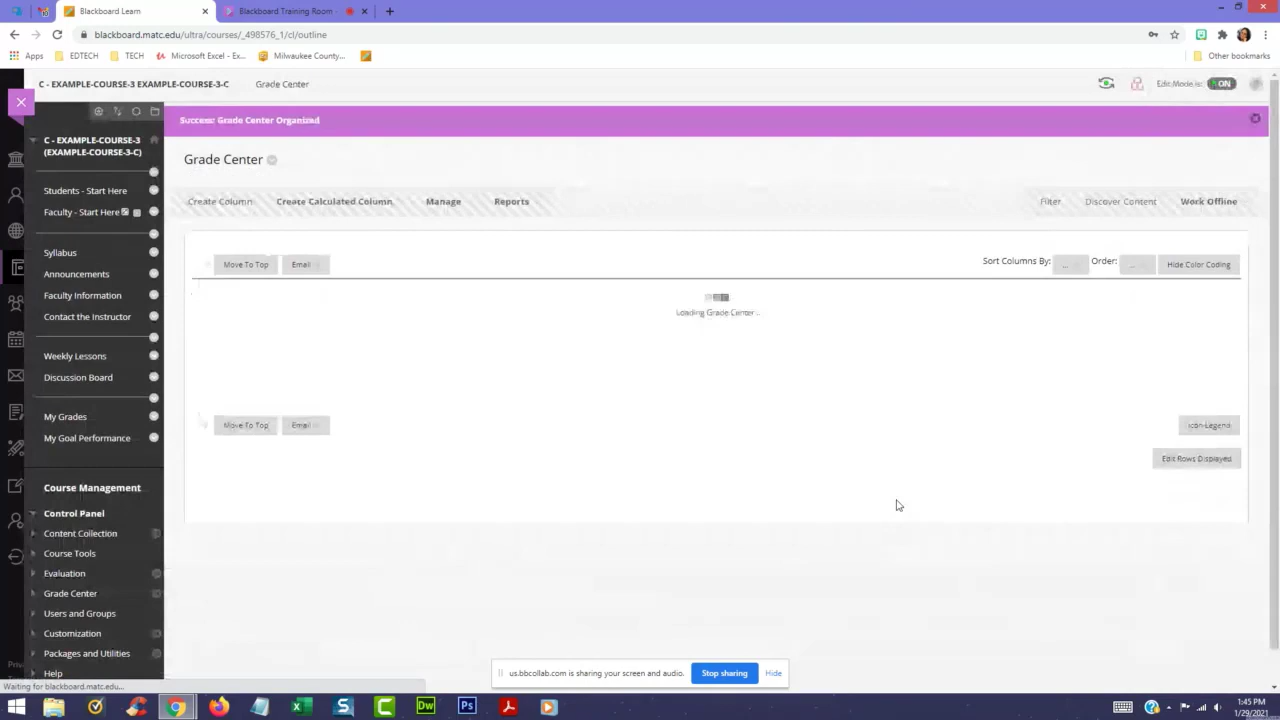 Blackboard Learn
Blackboard Training Room
blackboard.matc.edu/ultra/courses/_498576_1/cl/outline
Apps
EDTECH
TECH
Microsoft Excel - Ex...
Milwaukee County...
Other bookmarks
C - EXAMPLE-COURSE-3 EXAMPLE-COURSE-3-C
Grade Center
Edit Mode is:
ON
Success: Grade Center Organized
C - EXAMPLE-COURSE-3
(EXAMPLE-COURSE-3-C)
Grade Center
Students - Start Here
Faculty - Start Here
Create Column
Create Calculated Column
Manage
Reports
Filter
Discover Content
Work Offline
Syllabus
Announcements
Faculty Information
Contact the Instructor
Move To Top
Email
Sort Columns By:
Order:
Hide Color Coding
Loading Grade Center...
Weekly Lessons
Discussion Board
My Grades
My Goal Performance
Move To Top
Email
Icon Legend
Edit Rows Displayed
Course Management
Control Panel
Content Collection
Course Tools
Evaluation
Grade Center
Users and Groups
Customization
Packages and Utilities
Help
us.bbcollab.com is sharing your screen and audio.
Stop sharing
Hide
Waiting for blackboard.matc.edu...
Dw
Ps
1:45 PM
1/29/2021